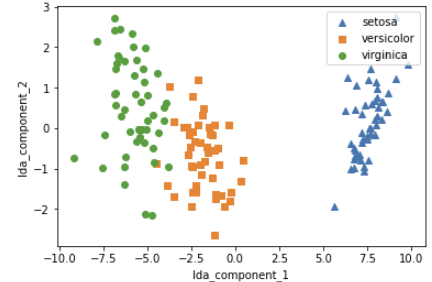 3
2
1
0
−1
−2
lda_component_2
setosa
versicolor
virginica
−10.0 −7.5 −5.0 −2.5 0.0 2.5 5.0 7.5 10.0
lda_component_1